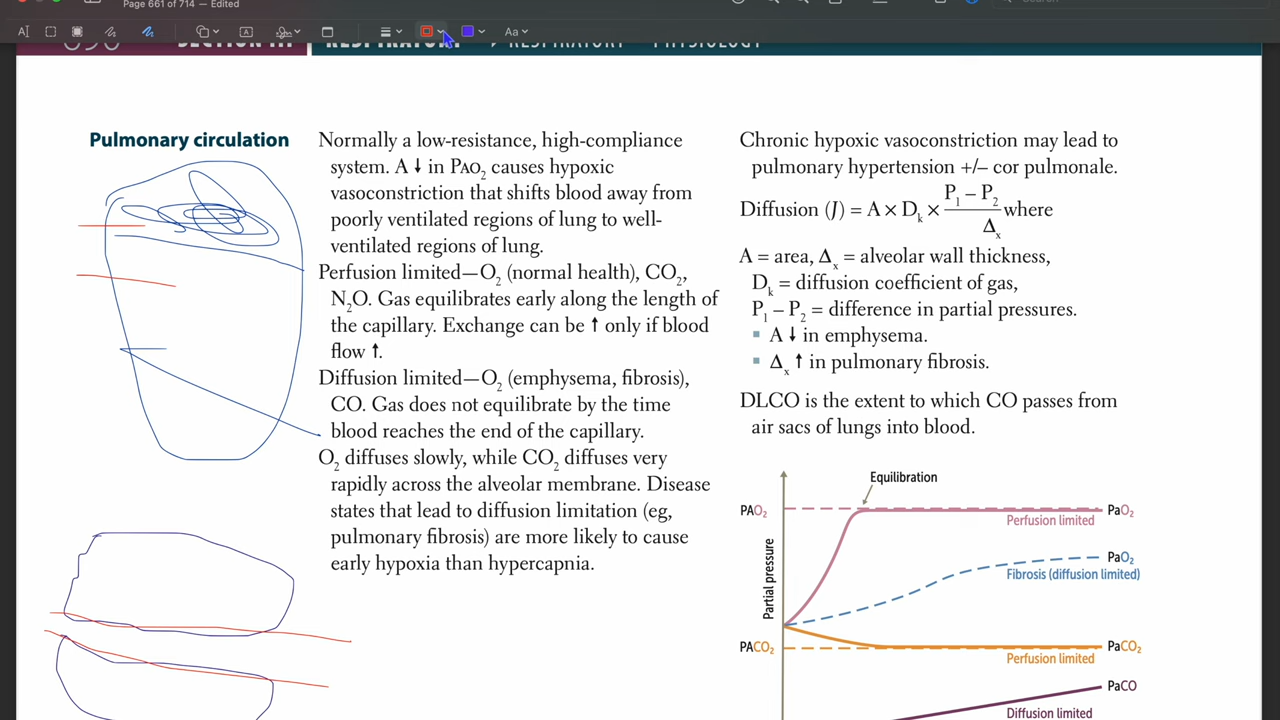 Page 661 of 714 — Edited
Search
Aa
SECTION III RESPIRATORY ▸ RESPIRATORY—PHYSIOLOGY
Pulmonary circulation
Normally a low-resistance, high-compliance
system. A ↓ in PAO₂ causes hypoxic
vasoconstriction that shifts blood away from
poorly ventilated regions of lung to well-
ventilated regions of lung.
Perfusion limited—O₂ (normal health), CO₂,
N₂O. Gas equilibrates early along the length of
the capillary. Exchange can be ↑ only if blood
flow ↑.
Diffusion limited—O₂ (emphysema, fibrosis),
CO. Gas does not equilibrate by the time
blood reaches the end of the capillary.
O₂ diffuses slowly, while CO₂ diffuses very
rapidly across the alveolar membrane. Disease
states that lead to diffusion limitation (eg,
pulmonary fibrosis) are more likely to cause
early hypoxia than hypercapnia.
Chronic hypoxic vasoconstriction may lead to
pulmonary hypertension +/– cor pulmonale.
Diffusion (J) = A × Dₖ × (P₁ – P₂)/Δₓ where
A = area, Δₓ = alveolar wall thickness,
Dₖ = diffusion coefficient of gas,
P₁ – P₂ = difference in partial pressures.
▪ A ↓ in emphysema.
▪ Δₓ ↑ in pulmonary fibrosis.
DLCO is the extent to which CO passes from
air sacs of lungs into blood.
Equilibration
PAO₂
PaO₂
Perfusion limited
PaO₂
Fibrosis (diffusion limited)
Partial pressure
PACO₂
PaCO₂
Perfusion limited
PaCO
Diffusion limited